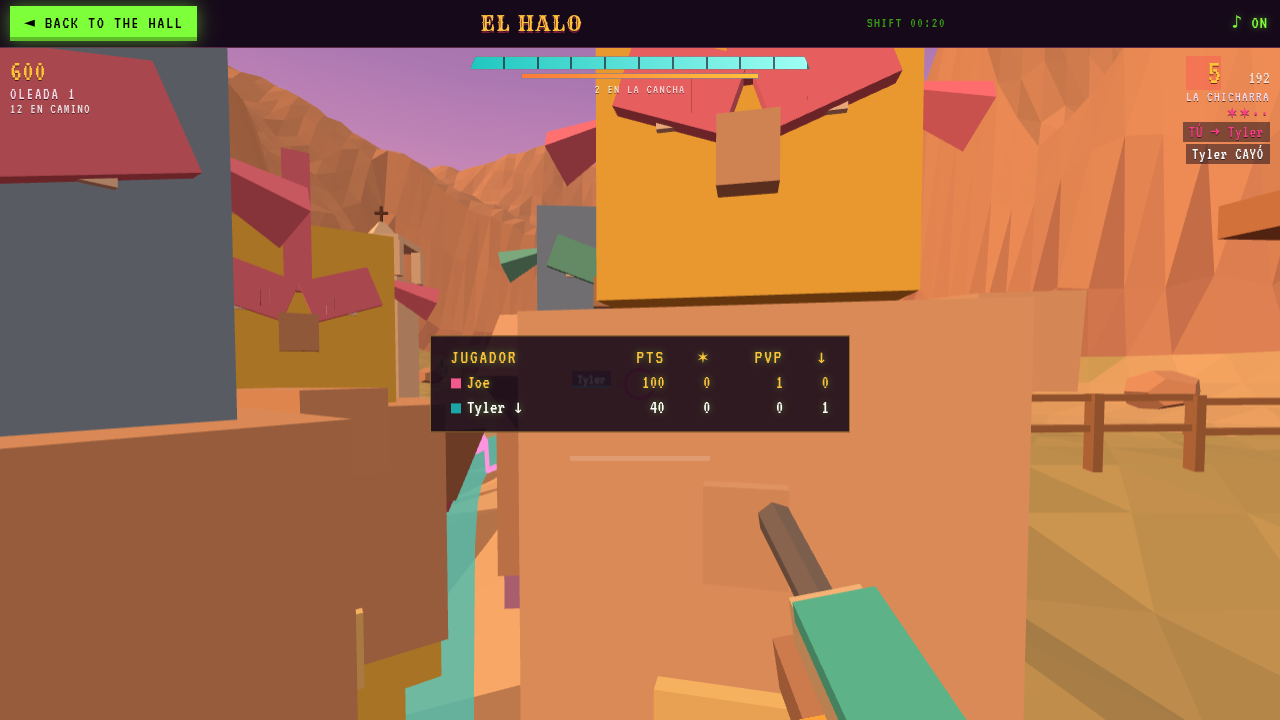 ◄ BACK TO THE HALL
EL HALO
SHIFT 00:20
♪ ON
600
OLEADA 1
12 EN CAMINO
2 EN LA CANCHA
5 192
LA CHICHARRA
✶✶··
TÚ → Tyler
Tyler CAYÓ
JUGADOR PTS ✶ PVP ↓
Joe 100 0 1 0
Tyler ↓ 40 0 0 1
Tyler